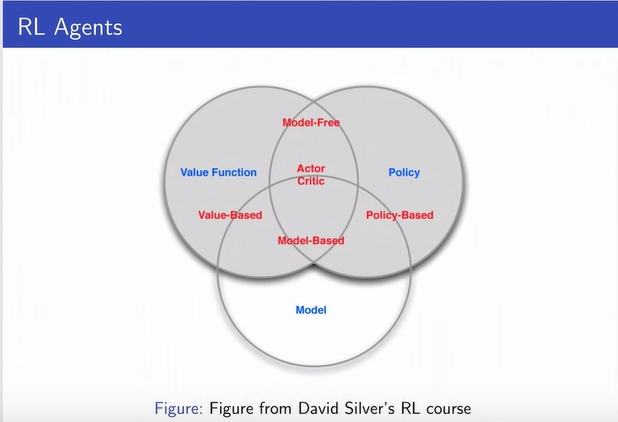 RL Agents
Model-Free
Value Function
Actor
Critic
Policy
Value-Based
Policy-Based
Model-Based
Model
Figure: Figure from David Silver's RL course